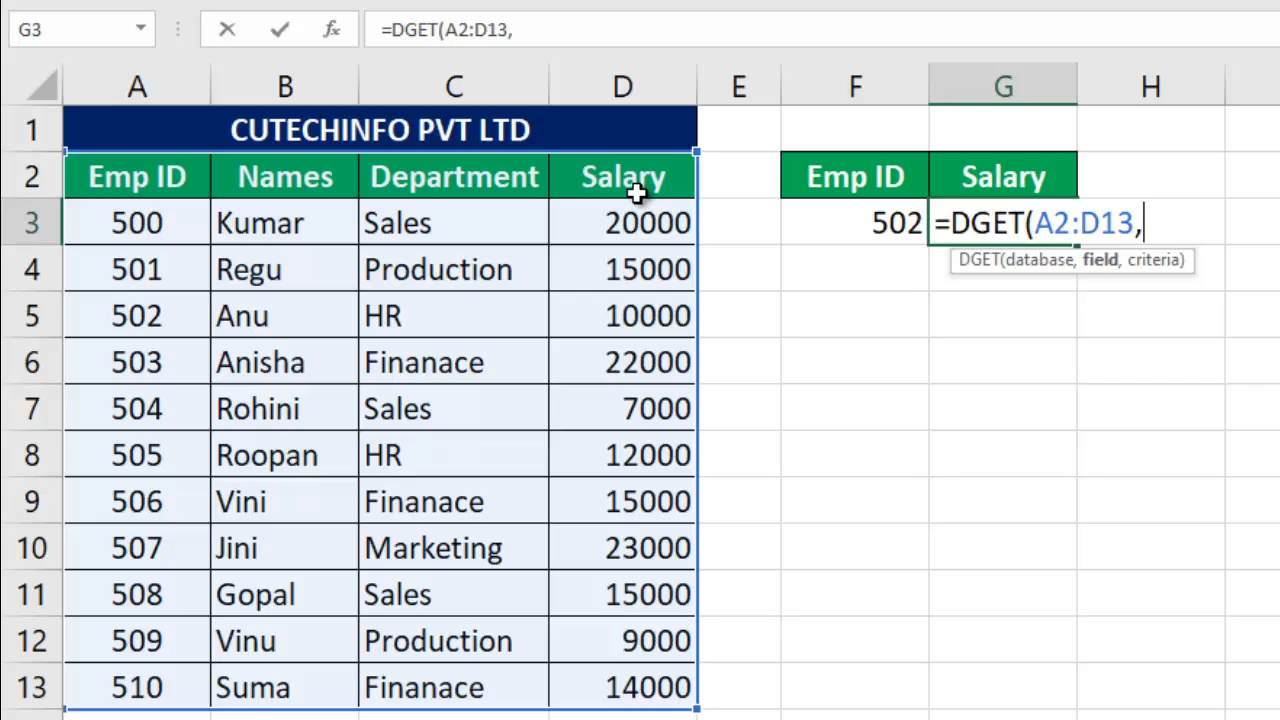 G3 =DGET(A2:D13,
A B C D E F G H
1 CUTECHINFO PVT LTD
2 Emp ID Names Department Salary Emp ID Salary
3 500 Kumar Sales 20000 502 =DGET(A2:D13,
DGET(database, field, criteria)
4 501 Regu Production 15000
5 502 Anu HR 10000
6 503 Anisha Finanace 22000
7 504 Rohini Sales 7000
8 505 Roopan HR 12000
9 506 Vini Finanace 15000
10 507 Jini Marketing 23000
11 508 Gopal Sales 15000
12 509 Vinu Production 9000
13 510 Suma Finanace 14000